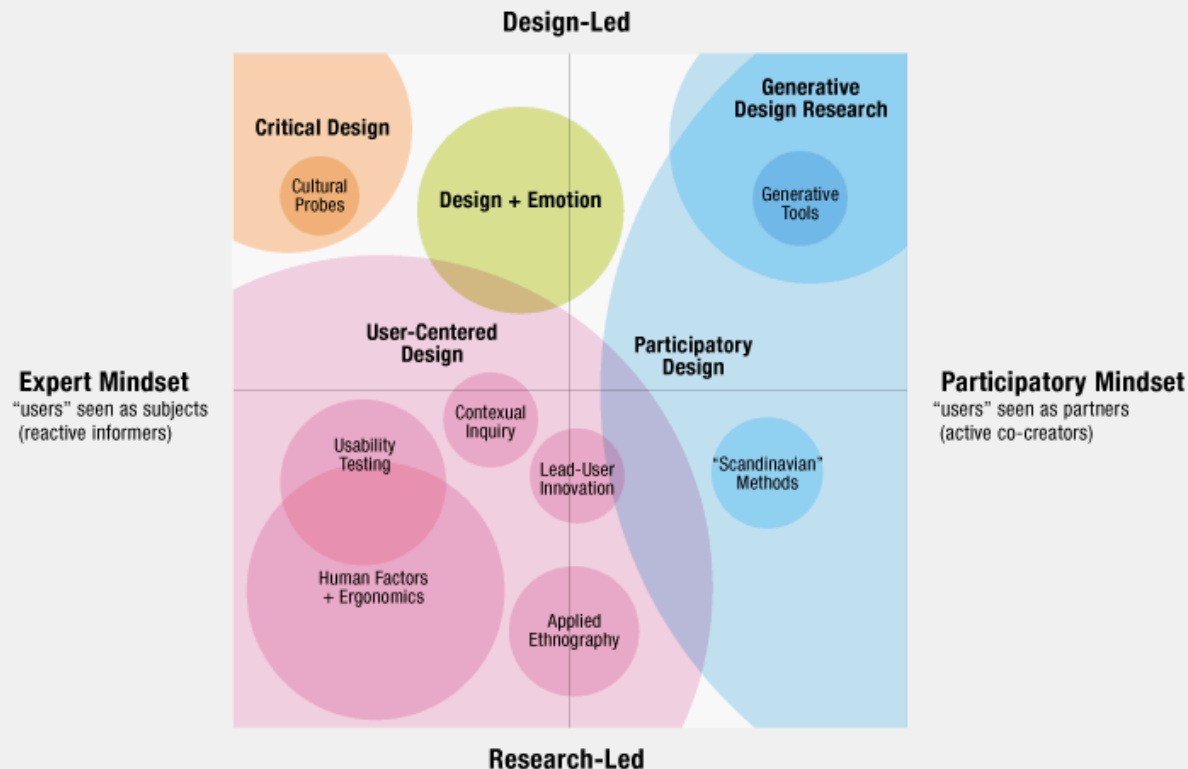 Design-Led
Generative
Design Research
Critical Design
Cultural
Probes
Design + Emotion
Generative
Tools
User-Centered
Design
Participatory
Design
Expert Mindset
“users” seen as subjects
(reactive informers)
Participatory Mindset
“users” seen as partners
(active co-creators)
Contexual
Inquiry
Usability
Testing
Lead-User
Innovation
“Scandinavian”
Methods
Human Factors
+ Ergonomics
Applied
Ethnography
Research-Led